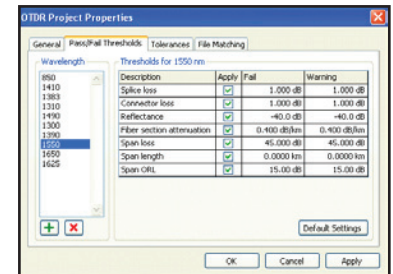 OTDR Project Properties
General Pass/Fail Thresholds Tolerances File Matching
Wavelength
850
1410
1383
1310
1490
1300
1390
1550
1650
1625
Thresholds for 1550 nm
Description Apply Fail Warning
Splice loss 1.000 dB 1.000 dB
Connector loss 1.000 dB 1.000 dB
Reflectance -40.0 dB -40.0 dB
Fiber section attenuation 0.400 dB/km 0.400 dB/km
Span loss 45.000 dB 45.000 dB
Span length 0.0000 km 0.0000 km
Span ORL 15.00 dB 15.00 dB
Default Settings
OK Cancel Apply